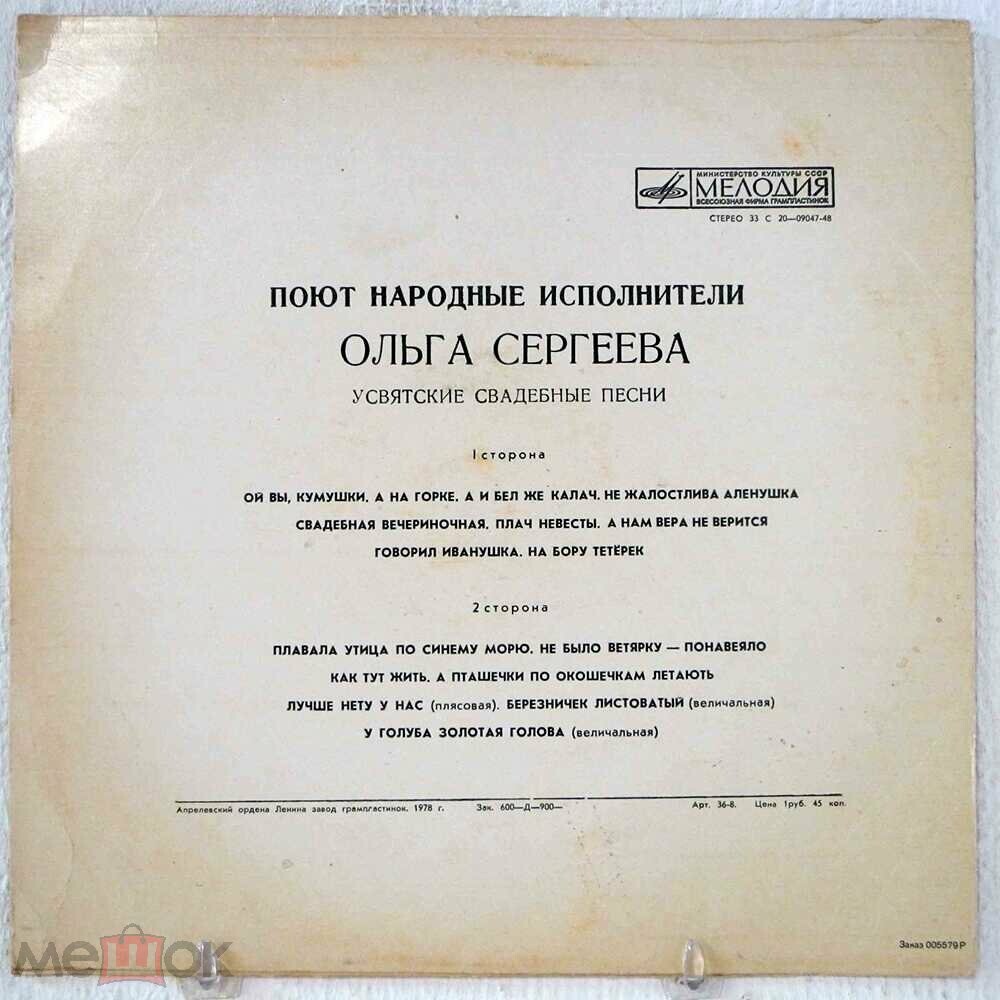 МИНИСТЕРСТВО КУЛЬТУРЫ СССР
МЕЛОДИЯ
ВСЕСОЮЗНАЯ ФИРМА ГРАМПЛАСТИНОК
СТЕРЕО 33 С 20—09047-48
ПОЮТ НАРОДНЫЕ ИСПОЛНИТЕЛИ
ОЛЬГА СЕРГЕЕВА
УСВЯТСКИЕ СВАДЕБНЫЕ ПЕСНИ
1 сторона
ОЙ ВЫ, КУМУШКИ. А НА ГОРКЕ. А И БЕЛ ЖЕ КАЛАЧ. НЕ ЖАЛОСТЛИВА АЛЕНУШКА
СВАДЕБНАЯ ВЕЧЕРИНОЧНАЯ. ПЛАЧ НЕВЕСТЫ. А НАМ ВЕРА НЕ ВЕРИТСЯ
ГОВОРИЛ ИВАНУШКА. НА БОРУ ТЕТЁРЕК
2 сторона
ПЛАВАЛА УТИЦА ПО СИНЕМУ МОРЮ. НЕ БЫЛО ВЕТЯРКУ — ПОНАВЕЯЛО
КАК ТУТ ЖИТЬ. А ПТАШЕЧКИ ПО ОКОШЕЧКАМ ЛЕТАЮТЬ
ЛУЧШЕ НЕТУ У НАС (плясовая). БЕРЕЗНИЧЕК ЛИСТОВАТЫЙ (величальная)
У ГОЛУБА ЗОЛОТАЯ ГОЛОВА (величальная)
Апрелевский ордена Ленина завод грампластинок. 1978 г. Зак. 600—Д—900— Арт. 36-8. Цена 1 руб. 45 коп.
Заказ 005579 Р
мешок